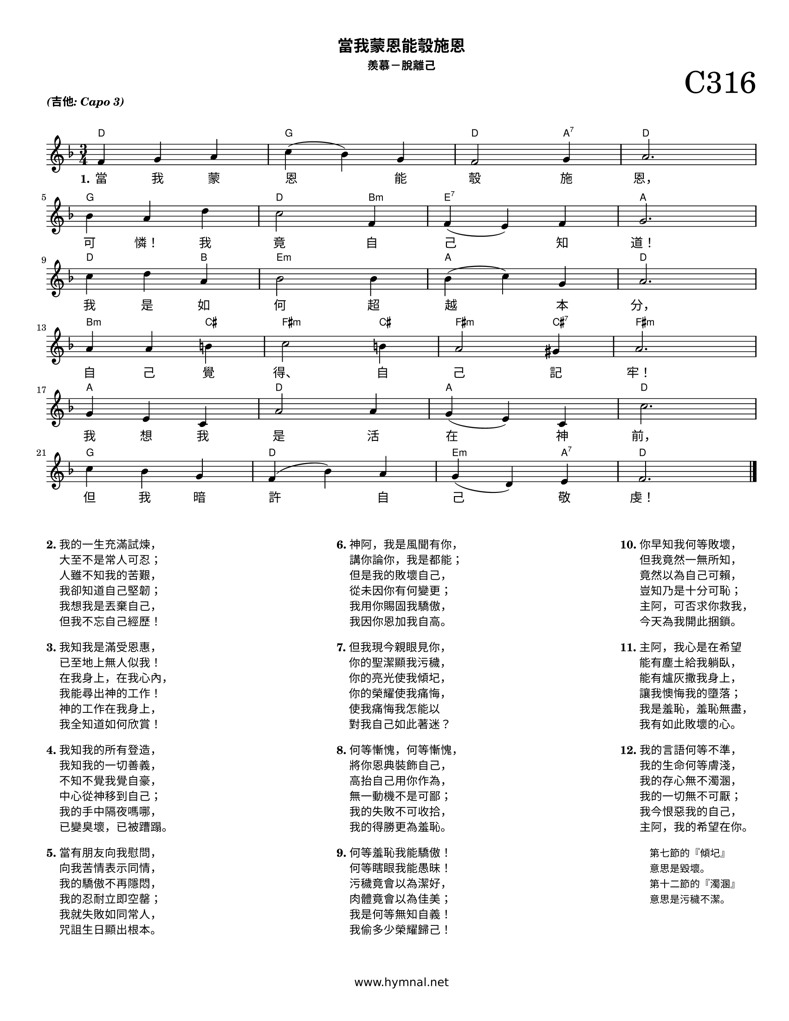 當我蒙恩能彀施恩
羨慕－脫離己
C316
(吉他: Capo 3)
D G D A7 D
1. 當 我 蒙 恩 能 彀 施 恩，
5 G D Bm E7 A
可 憐！ 我 竟 自 己 知 道！
9 D B Em A D
我 是 如 何 超 越 本 分，
13 Bm C# F#m C# F#m C#7 F#m
自 己 覺 得、 自 己 記 牢！
17 A D A D
我 想 我 是 活 在 神 前，
21 G D Em A7 D
但 我 暗 許 自 己 敬 虔！
2. 我的一生充滿試煉，
大至不是常人可忍；
人雖不知我的苦艱，
我卻知道自己堅韌；
我想我是丟棄自己，
但我不忘自己經歷！
3. 我知我是滿受恩惠，
已至地上無人似我！
在我身上，在我心內，
我能尋出神的工作！
神的工作在我身上，
我全知道如何欣賞！
4. 我知我的所有登造，
我知我的一切善義，
不知不覺我覺自豪，
中心從神移到自己；
我的手中隔夜嗎哪，
已變臭壞，已被蹧蹋。
5. 當有朋友向我慰問，
向我苦情表示同情，
我的驕傲不再隱悶，
我的忍耐立即空罄；
我就失敗如同常人，
咒詛生日顯出根本。
6. 神阿，我是風聞有你，
講你論你，我是都能；
但是我的敗壞自己，
從未因你有何變更；
我用你賜固我驕傲，
我因你恩加我自高。
7. 但我現今親眼見你，
你的聖潔顯我污穢，
你的亮光使我傾圮，
你的榮耀使我痛悔，
使我痛悔我怎能以
對我自己如此著迷？
8. 何等慚愧，何等慚愧，
將你恩典裝飾自己，
高抬自己用你作為，
無一動機不是可鄙；
我的失敗不可收拾，
我的得勝更為羞恥。
9. 何等羞恥我能驕傲！
何等瞎眼我能愚昧！
污穢竟會以為潔好，
肉體竟會以為佳美；
我是何等無知自義！
我偷多少榮耀歸己！
10. 你早知我何等敗壞，
但我竟然一無所知，
竟然以為自己可賴，
豈知乃是十分可恥；
主阿，可否求你救我，
今天為我開此捆鎖。
11. 主阿，我心是在希望
能有塵土給我躺臥，
能有爐灰撒我身上，
讓我懊悔我的墮落；
我是羞恥，羞恥無盡，
我有如此敗壞的心。
12. 我的言語何等不準，
我的生命何等膚淺，
我的存心無不濁溷，
我的一切無不可厭；
我今恨惡我的自己，
主阿，我的希望在你。
第七節的『傾圮』
意思是毀壞。
第十二節的『濁溷』
意思是污穢不潔。
www.hymnal.net